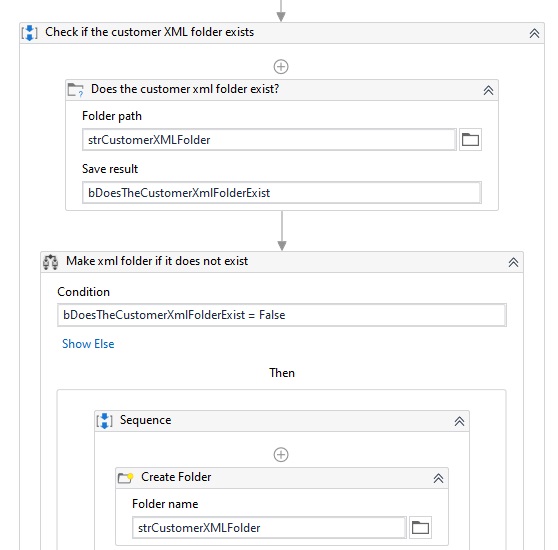 Check if the customer XML folder exists
Does the customer xml folder exist?
Folder path
strCustomerXMLFolder
Save result
bDoesTheCustomerXmlFolderExist
Make xml folder if it does not exist
Condition
bDoesTheCustomerXmlFolderExist = False
Show Else
Then
Sequence
Create Folder
Folder name
strCustomerXMLFolder